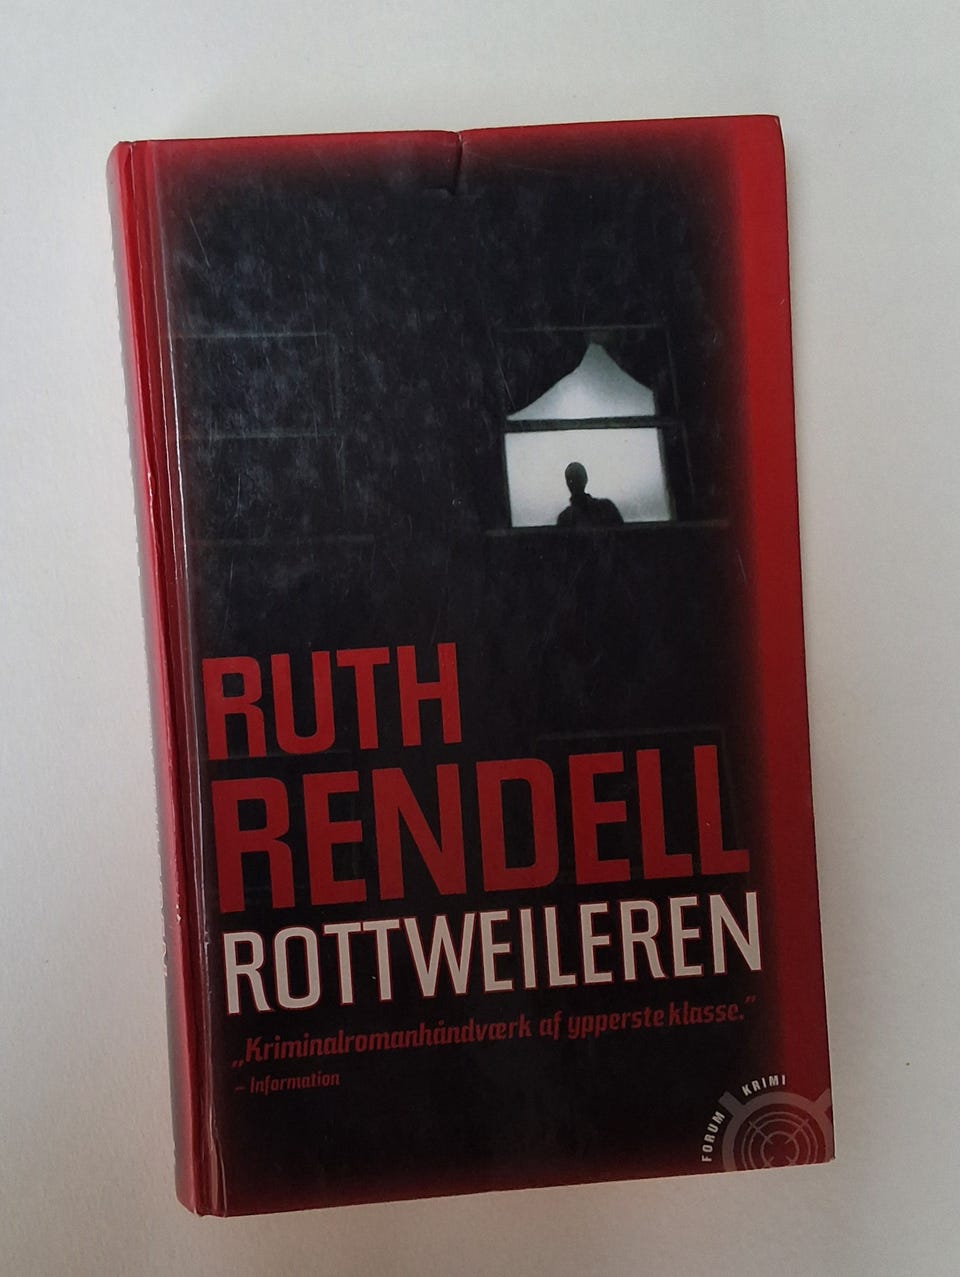 RUTH
RENDELL
ROTTWEILEREN
„Kriminalromanhåndværk af ypperste klasse.”
– Information
FORUM KRIMI